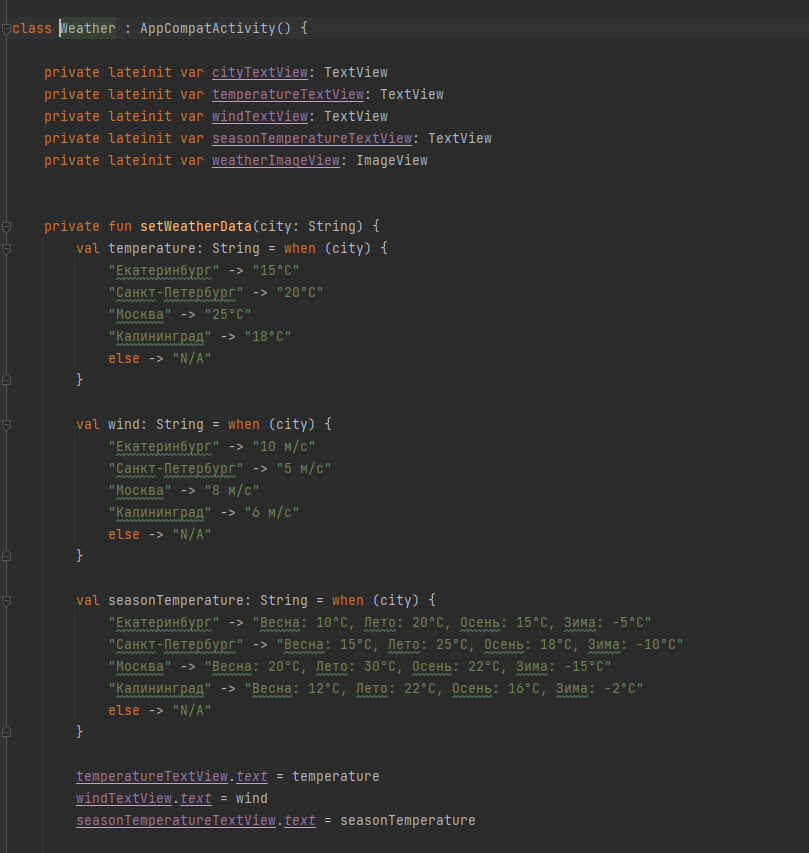 class Weather : AppCompatActivity() {
private lateinit var cityTextView: TextView
private lateinit var temperatureTextView: TextView
private lateinit var windTextView: TextView
private lateinit var seasonTemperatureTextView: TextView
private lateinit var weatherImageView: ImageView
private fun setWeatherData(city: String) {
val temperature: String = when (city) {
"Екатеринбург" -> "15°C"
"Санкт-Петербург" -> "20°C"
"Москва" -> "25°C"
"Калининград" -> "18°C"
else -> "N/A"
}
val wind: String = when (city) {
"Екатеринбург" -> "10 м/с"
"Санкт-Петербург" -> "5 м/с"
"Москва" -> "8 м/с"
"Калининград" -> "6 м/с"
else -> "N/A"
}
val seasonTemperature: String = when (city) {
"Екатеринбург" -> "Весна: 10°C, Лето: 20°C, Осень: 15°C, Зима: -5°C"
"Санкт-Петербург" -> "Весна: 15°C, Лето: 25°C, Осень: 18°C, Зима: -10°C"
"Москва" -> "Весна: 20°C, Лето: 30°C, Осень: 22°C, Зима: -15°C"
"Калининград" -> "Весна: 12°C, Лето: 22°C, Осень: 16°C, Зима: -2°C"
else -> "N/A"
}
temperatureTextView.text = temperature
windTextView.text = wind
seasonTemperatureTextView.text = seasonTemperature